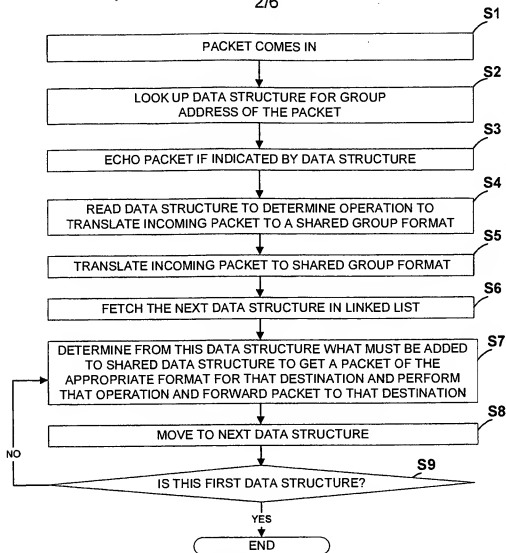 2/6
S1
PACKET COMES IN
S2
LOOK UP DATA STRUCTURE FOR GROUP
ADDRESS OF THE PACKET
S3
ECHO PACKET IF INDICATED BY DATA STRUCTURE
S4
READ DATA STRUCTURE TO DETERMINE OPERATION TO
TRANSLATE INCOMING PACKET TO A SHARED GROUP FORMAT
S5
TRANSLATE INCOMING PACKET TO SHARED GROUP FORMAT
S6
FETCH THE NEXT DATA STRUCTURE IN LINKED LIST
S7
DETERMINE FROM THIS DATA STRUCTURE WHAT MUST BE ADDED
TO SHARED DATA STRUCTURE TO GET A PACKET OF THE
APPROPRIATE FORMAT FOR THAT DESTINATION AND PERFORM
THAT OPERATION AND FORWARD PACKET TO THAT DESTINATION
S8
MOVE TO NEXT DATA STRUCTURE
NO
S9
IS THIS FIRST DATA STRUCTURE?
YES
END